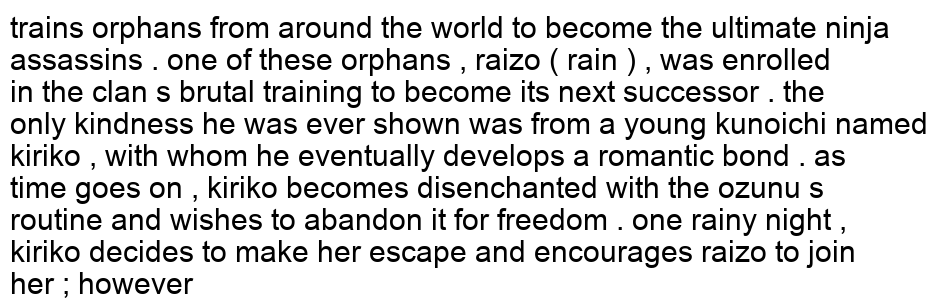 trains orphans from around the world to become the ultimate ninja
assassins . one of these orphans , raizo ( rain ) , was enrolled
in the clan s brutal training to become its next successor . the
only kindness he was ever shown was from a young kunoichi named
kiriko , with whom he eventually develops a romantic bond . as
time goes on , kiriko becomes disenchanted with the ozunu s
routine and wishes to abandon it for freedom . one rainy night ,
kiriko decides to make her escape and encourages raizo to join
her ; however